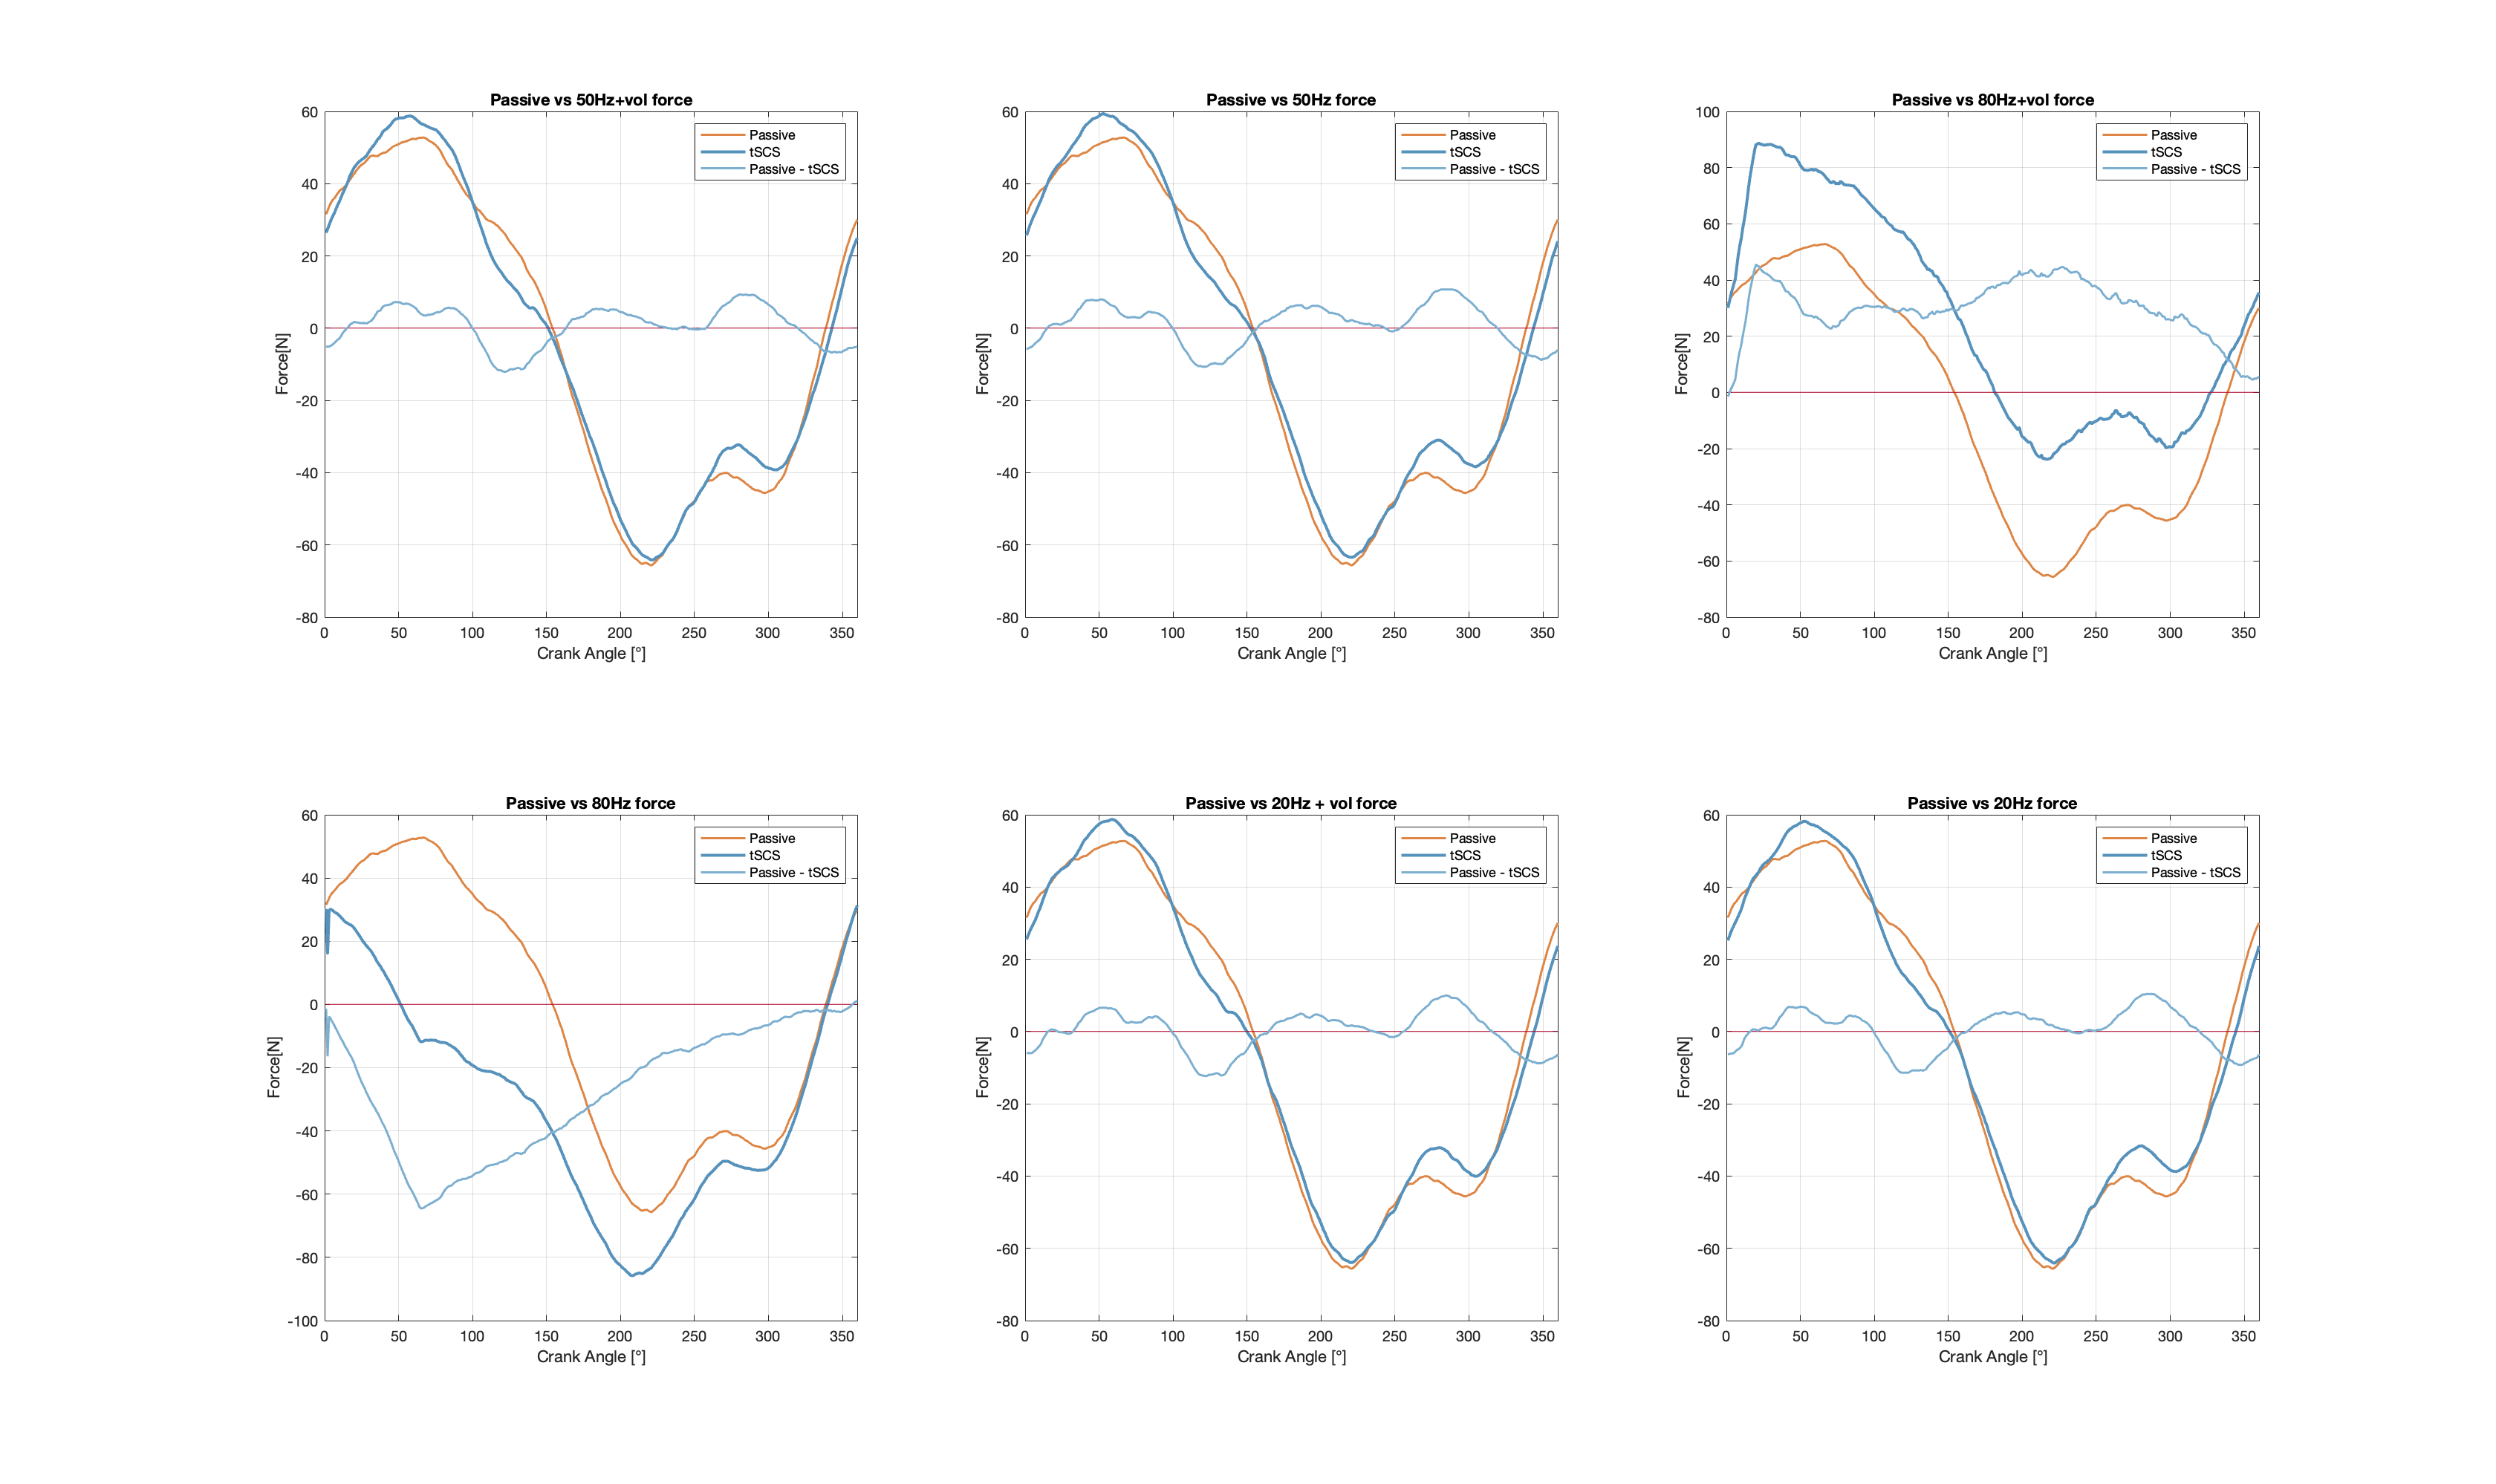 Passive vs 50Hz+vol force
60
40
20
0
-20
-40
-60
-80
Force[N]
Passive
tSCS
Passive - tSCS
0 50 100 150 200 250 300 350
Crank Angle [°]
Passive vs 50Hz force
60
40
20
0
-20
-40
-60
-80
Force[N]
Passive
tSCS
Passive - tSCS
0 50 100 150 200 250 300 350
Crank Angle [°]
Passive vs 80Hz+vol force
100
80
60
40
20
0
-20
-40
-60
-80
Force[N]
Passive
tSCS
Passive - tSCS
0 50 100 150 200 250 300 350
Crank Angle [°]
Passive vs 80Hz force
60
40
20
0
-20
-40
-60
-80
-100
Force[N]
Passive
tSCS
Passive - tSCS
0 50 100 150 200 250 300 350
Crank Angle [°]
Passive vs 20Hz + vol force
60
40
20
0
-20
-40
-60
-80
Force[N]
Passive
tSCS
Passive - tSCS
0 50 100 150 200 250 300 350
Crank Angle [°]
Passive vs 20Hz force
60
40
20
0
-20
-40
-60
-80
Force[N]
Passive
tSCS
Passive - tSCS
0 50 100 150 200 250 300 350
Crank Angle [°]